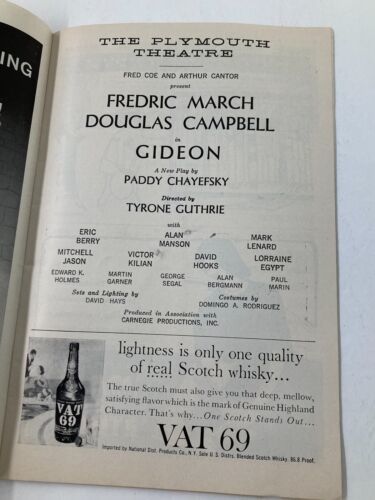 ING
THE PLYMOUTH
THEATRE
FRED COE AND ARTHUR CANTOR
present
FREDRIC MARCH
DOUGLAS CAMPBELL
in
GIDEON
A New Play by
PADDY CHAYEFSKY
Directed by
TYRONE GUTHRIE
with
ERIC BERRY
ALAN MANSON
MARK LENARD
MITCHELL JASON
VICTOR KILIAN
DAVID HOOKS
LORRAINE EGYPT
EDWARD K. HOLMES
MARTIN GARNER
GEORGE SEGAL
ALAN BERGMANN
PAUL MARIN
Sets and Lighting by
DAVID HAYS
Costumes by
DOMINGO A. RODRIGUEZ
Produced in Association with
CARNEGIE PRODUCTIONS, INC.
lightness is only one quality
of real Scotch whisky...
The true Scotch must also give you that deep, mellow,
satisfying flavor which is the mark of Genuine Highland
Character. That's why...One Scotch Stands Out...
VAT 69
Imported by National Dist. Products Co., N.Y. Sole U.S. Distrs. Blended Scotch Whisky. 86.8 Proof.
VAT
69